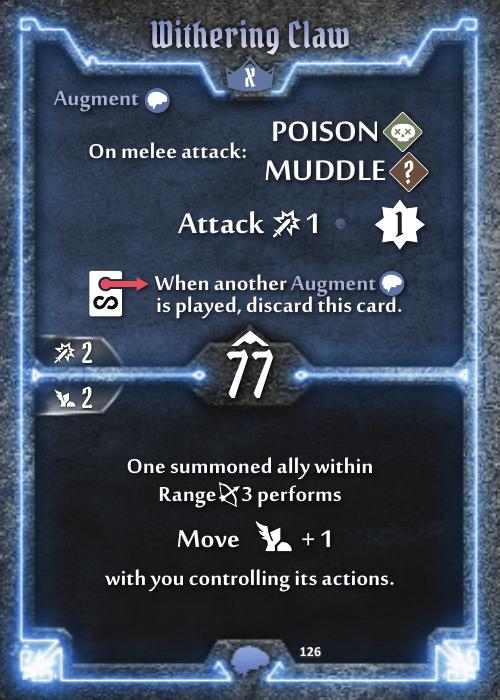 Withering Claw
X
Augment
On melee attack:
POISON
MUDDLE ?
Attack 1
1
When another Augment
is played, discard this card.
2
77
2
One summoned ally within
Range 3 performs
Move + 1
with you controlling its actions.
126